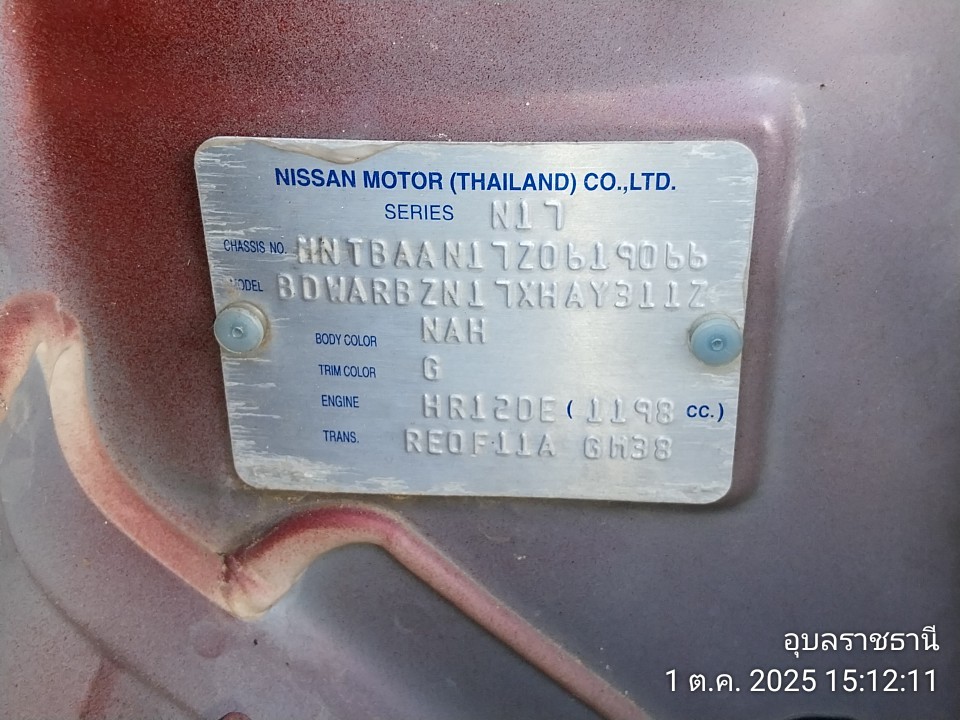 NISSAN MOTOR (THAILAND) CO.,LTD.
SERIES N17
CHASSIS NO. MNTBAAN17Z0619066
MODEL BDWARBZN17XHAY311Z
BODY COLOR NAH
TRIM COLOR G
ENGINE HR12DE ( 1198 CC.)
TRANS. RE0F11A GM38
อุบลราชธานี
1 ต.ค. 2025 15:12:11